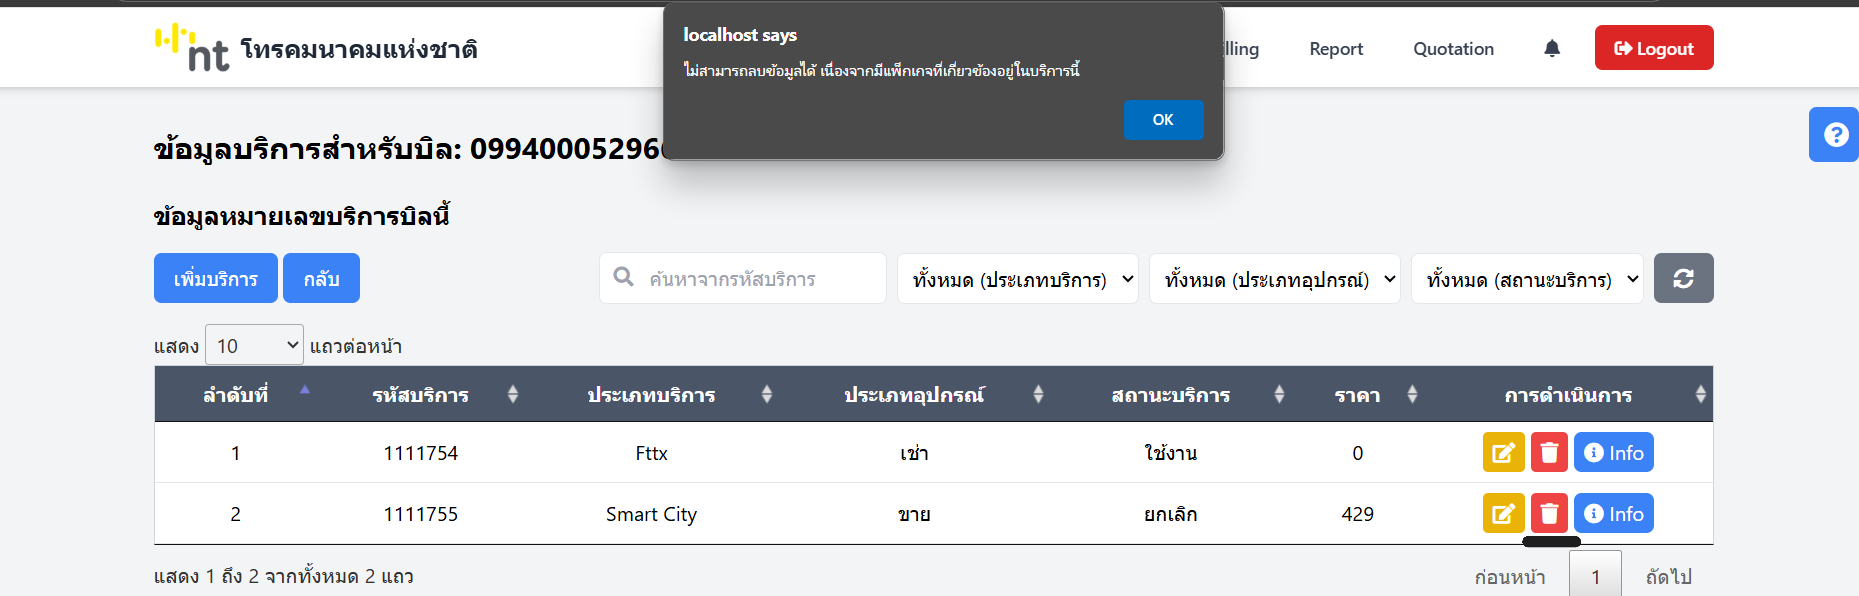 localhost says
ไม่สามารถลบข้อมูลได้ เนื่องจากมีแพ็กเกจที่เกี่ยวข้องอยู่ในบริการนี้
OK
nt โทรคมนาคมแห่งชาติ
lling Report Quotation Logout
ข้อมูลบริการสำหรับบิล: 09940005296
ข้อมูลหมายเลขบริการบิลนี้
เพิ่มบริการ กลับ ค้นหาจากรหัสบริการ ทั้งหมด (ประเภทบริการ) ทั้งหมด (ประเภทอุปกรณ์) ทั้งหมด (สถานะบริการ)
แสดง 10 แถวต่อหน้า
ลำดับที่ รหัสบริการ ประเภทบริการ ประเภทอุปกรณ์ สถานะบริการ ราคา การดำเนินการ
1 1111754 Fttx เช่า ใช้งาน 0 Info
2 1111755 Smart City ขาย ยกเลิก 429 Info
แสดง 1 ถึง 2 จากทั้งหมด 2 แถว ก่อนหน้า 1 ถัดไป